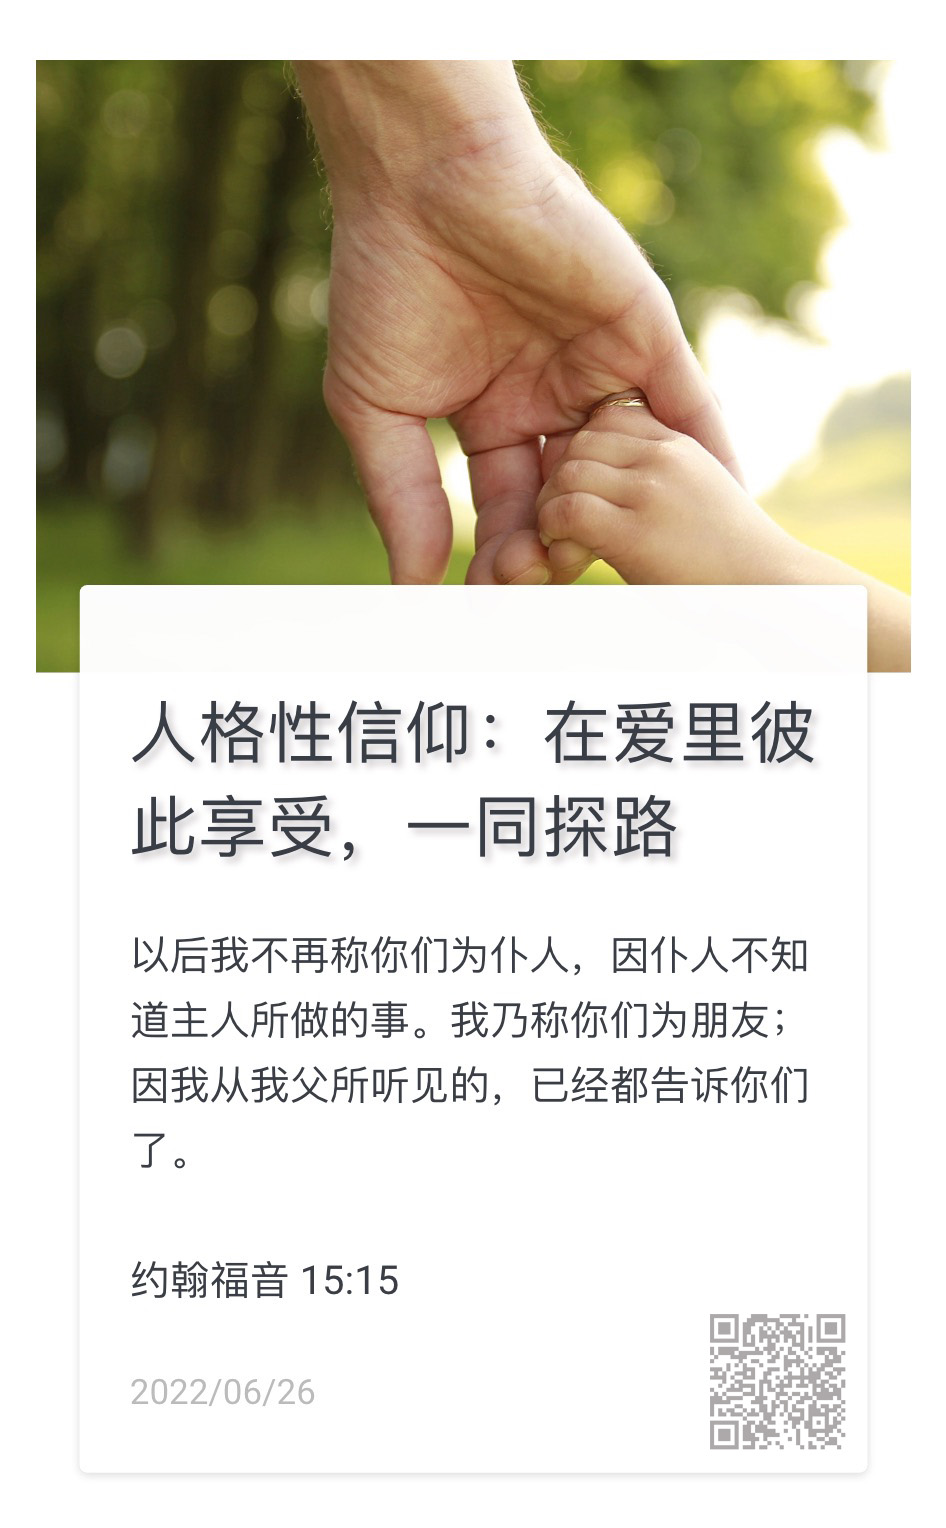 人格性信仰：在爱里彼
此享受，一同探路
以后我不再称你们为仆人，因仆人不知
道主人所做的事。我乃称你们为朋友；
因我从我父所听见的，已经都告诉你们
了。
约翰福音 15:15
2022/06/26